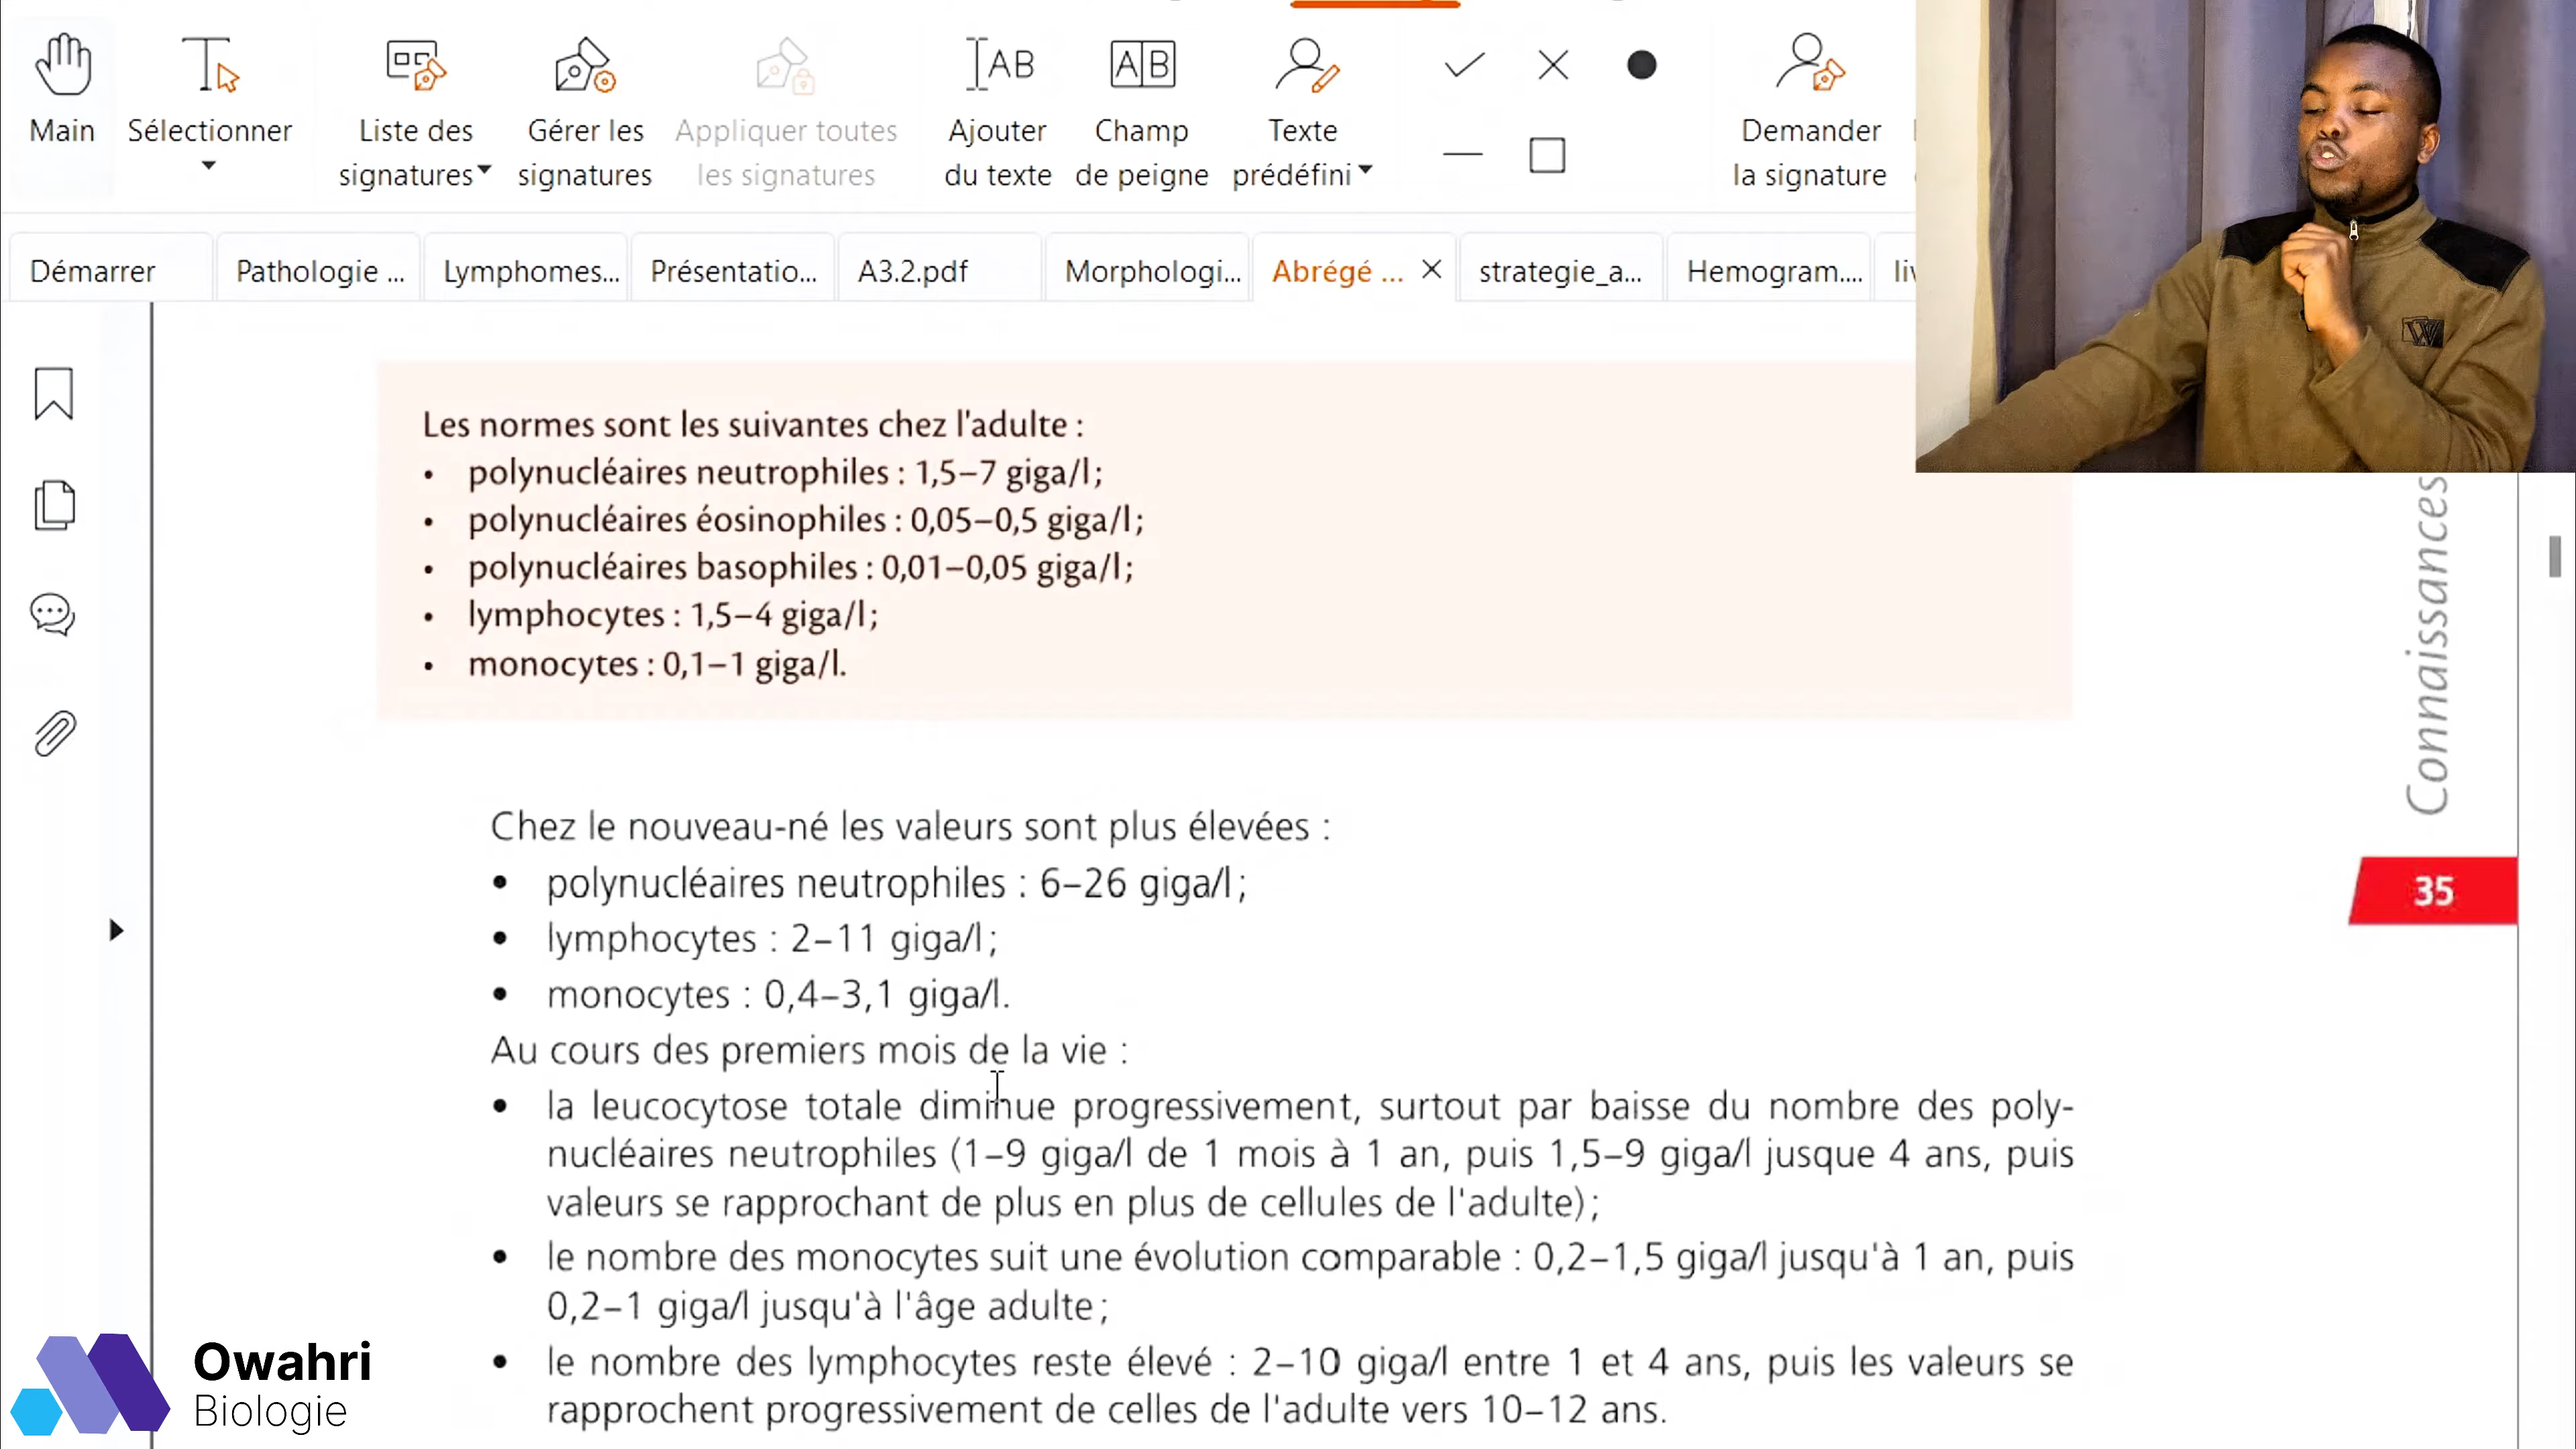 Main
Sélectionner
Liste des
signatures
Gérer les
signatures
Appliquer toutes
les signatures
Ajouter
du texte
Champ
de peigne
Texte
prédéfini
Demander
la signature
Démarrer
Pathologie ...
Lymphomes...
Présentatio...
A3.2.pdf
Morphologi...
Abrégé ...
strategie_a...
Hemogram....
liv
Les normes sont les suivantes chez l'adulte :
• polynucléaires neutrophiles : 1,5–7 giga/l;
• polynucléaires éosinophiles : 0,05–0,5 giga/l;
• polynucléaires basophiles : 0,01–0,05 giga/l;
• lymphocytes : 1,5–4 giga/l;
• monocytes : 0,1–1 giga/l.
Connaissances
35
Chez le nouveau-né les valeurs sont plus élevées :
• polynucléaires neutrophiles : 6–26 giga/l;
• lymphocytes : 2–11 giga/l;
• monocytes : 0,4–3,1 giga/l.
Au cours des premiers mois de la vie :
• la leucocytose totale diminue progressivement, surtout par baisse du nombre des poly-
nucléaires neutrophiles (1–9 giga/l de 1 mois à 1 an, puis 1,5–9 giga/l jusque 4 ans, puis
valeurs se rapprochant de plus en plus de cellules de l'adulte);
• le nombre des monocytes suit une évolution comparable : 0,2–1,5 giga/l jusqu'à 1 an, puis
0,2–1 giga/l jusqu'à l'âge adulte;
• le nombre des lymphocytes reste élevé : 2–10 giga/l entre 1 et 4 ans, puis les valeurs se
rapprochent progressivement de celles de l'adulte vers 10–12 ans.
Owahri
Biologie